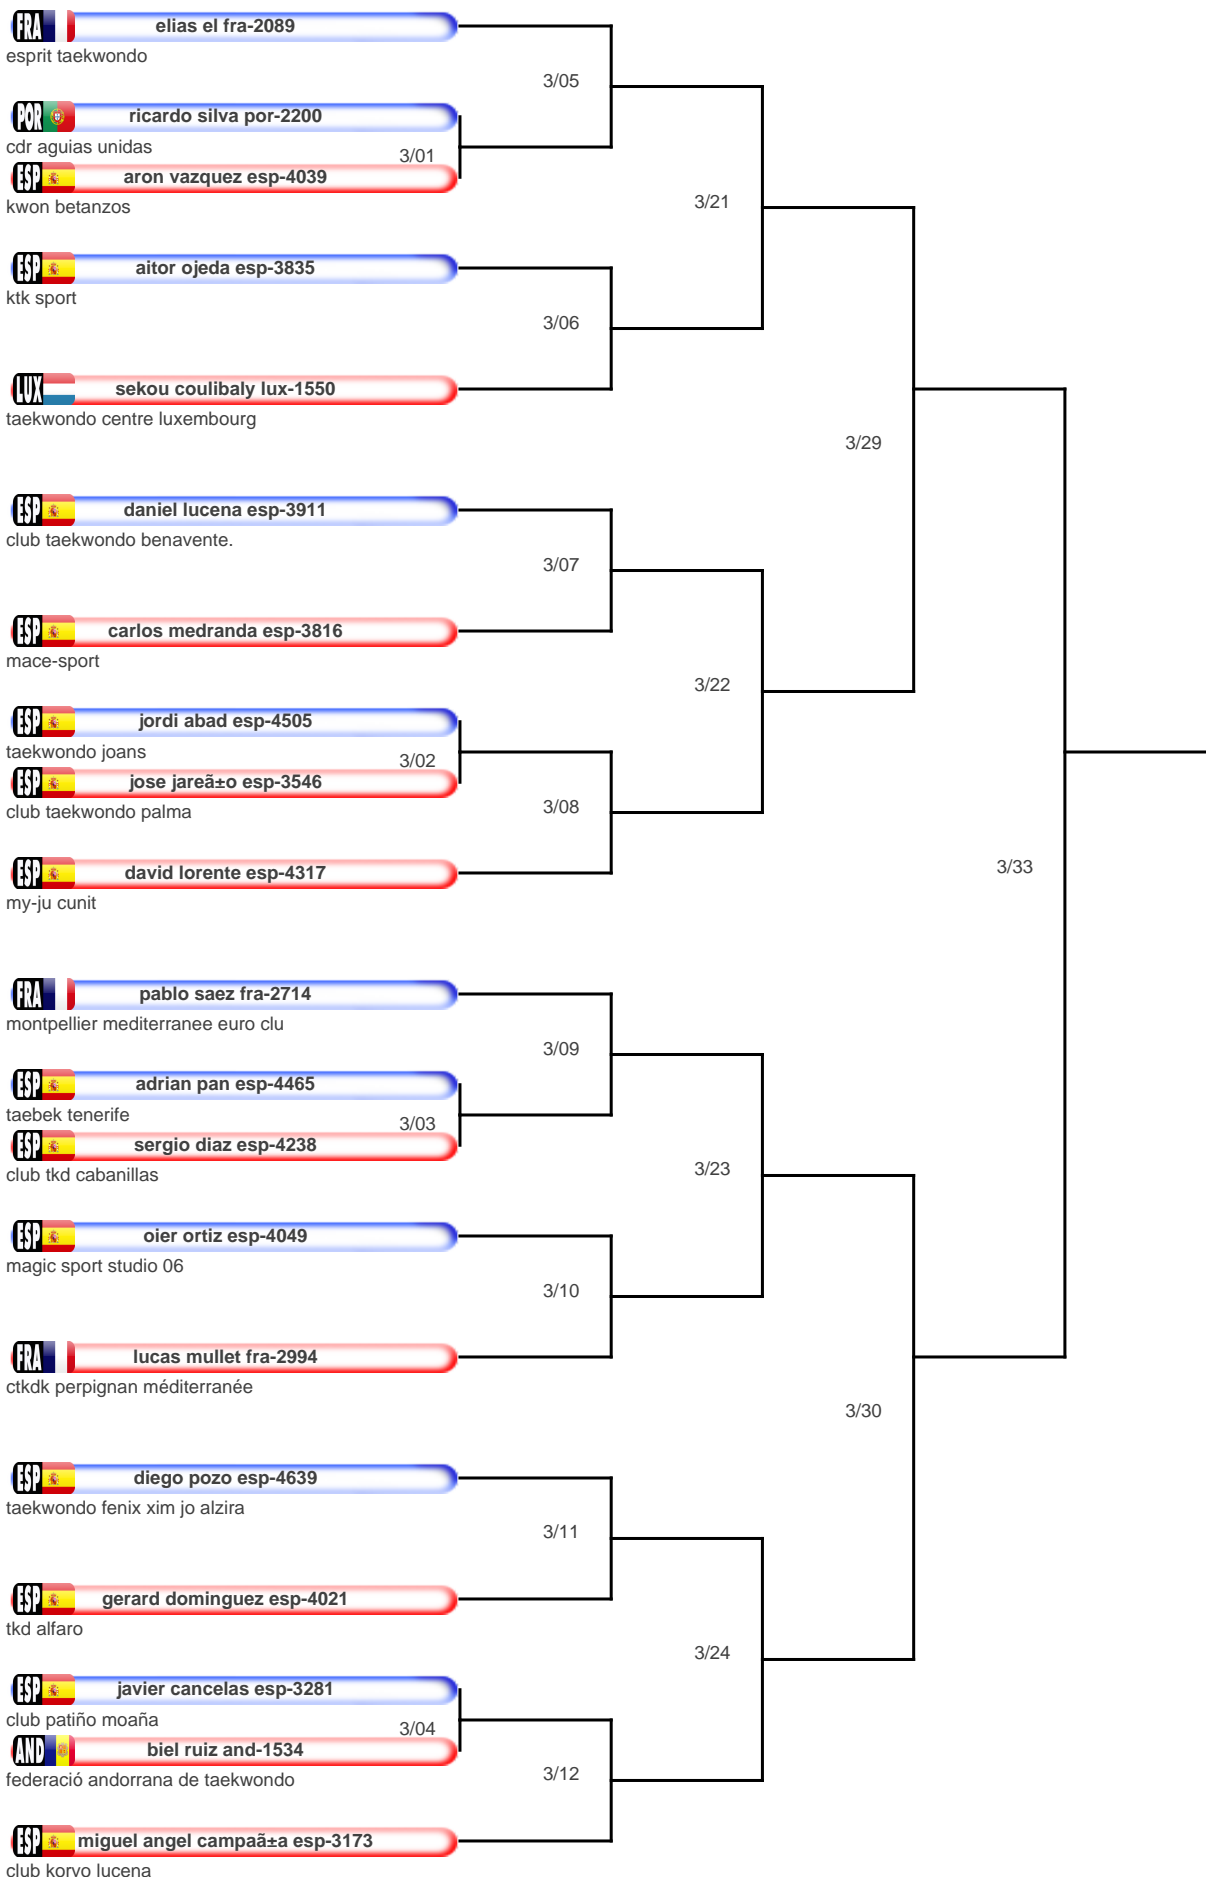 FRA elias el fra-2089
esprit taekwondo
3/05
POR ricardo silva por-2200
cdr aguias unidas
3/01
ESP aron vazquez esp-4039
kwon betanzos
3/21
ESP aitor ojeda esp-3835
ktk sport
3/06
LUX sekou coulibaly lux-1550
taekwondo centre luxembourg
3/29
ESP daniel lucena esp-3911
club taekwondo benavente.
3/07
ESP carlos medranda esp-3816
mace-sport
3/22
ESP jordi abad esp-4505
taekwondo joans
3/02
ESP jose jareã±o esp-3546
club taekwondo palma
3/08
ESP david lorente esp-4317
my-ju cunit
3/33
FRA pablo saez fra-2714
montpellier mediterranee euro clu
3/09
ESP adrian pan esp-4465
taebek tenerife
3/03
ESP sergio diaz esp-4238
club tkd cabanillas
3/23
ESP oier ortiz esp-4049
magic sport studio 06
3/10
FRA lucas mullet fra-2994
ctkdk perpignan méditerranée
3/30
ESP diego pozo esp-4639
taekwondo fenix xim jo alzira
3/11
ESP gerard dominguez esp-4021
tkd alfaro
3/24
ESP javier cancelas esp-3281
club patiño moaña
3/04
AND biel ruiz and-1534
federació andorrana de taekwondo
3/12
ESP miguel angel campaã±a esp-3173
club korvo lucena